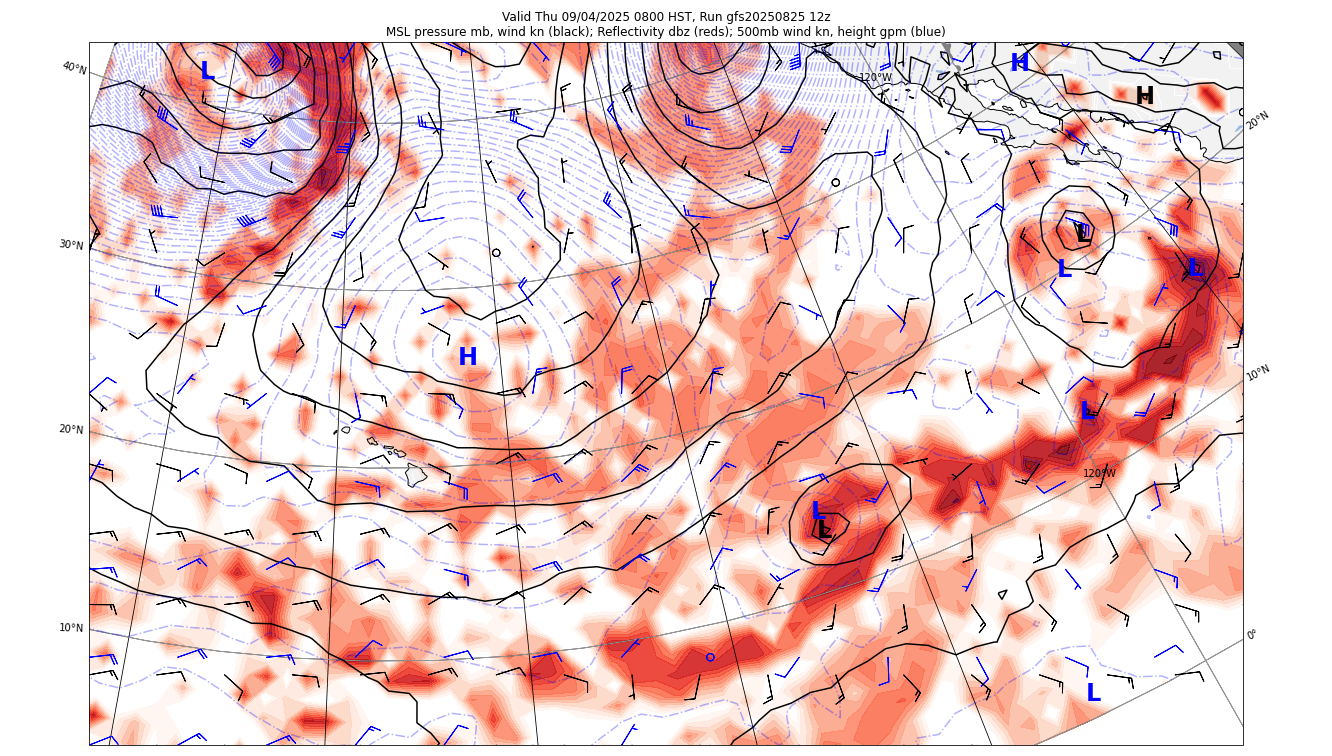 Valid Thu 09/04/2025 0800 HST, Run gfs20250825 12z
MSL pressure mb, wind kn (black); Reflectivity dbz (reds); 500mb wind kn, height gpm (blue)
40°N
L
120°W
H
H
20°N
30°N
L
L
L
H
10°N
20°N
L
120°W
L
L
10°N
0°
L